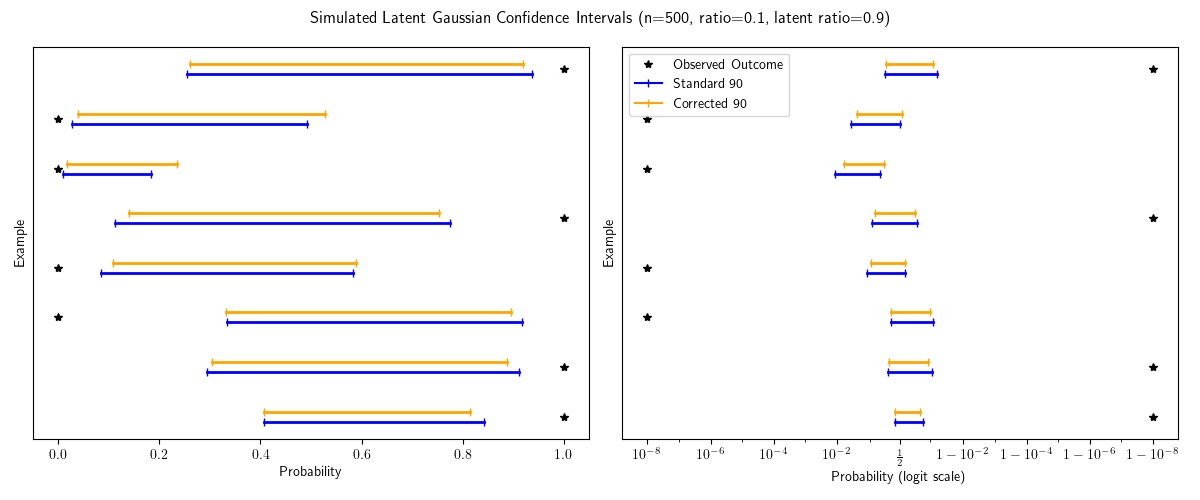 Simulated Latent Gaussian Confidence Intervals (n=500, ratio=0.1, latent ratio=0.9)
Example
0.0 0.2 0.4 0.6 0.8 1.0
Probability
Observed Outcome
Standard 90
Corrected 90
Example
10⁻⁸ 10⁻⁶ 10⁻⁴ 10⁻² 1/2 1 − 10⁻² 1 − 10⁻⁴ 1 − 10⁻⁶ 1 − 10⁻⁸
Probability (logit scale)